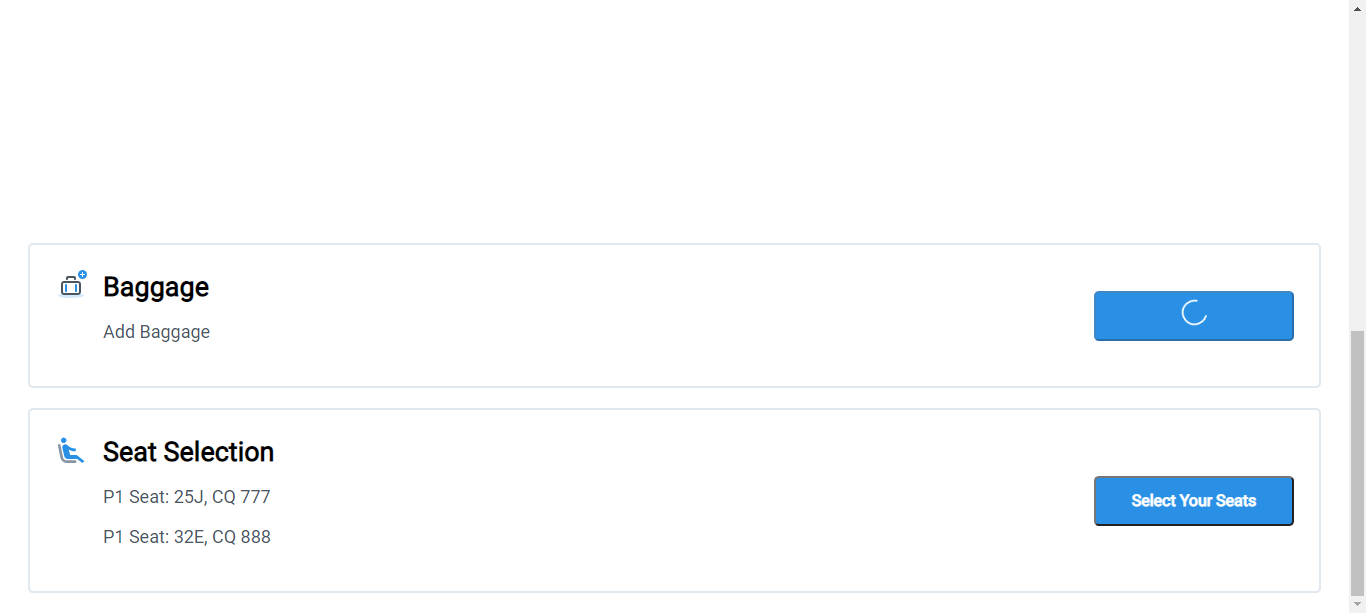 Baggage
Add Baggage
Seat Selection
P1 Seat: 25J, CQ 777
Select Your Seats
P1 Seat: 32E, CQ 888